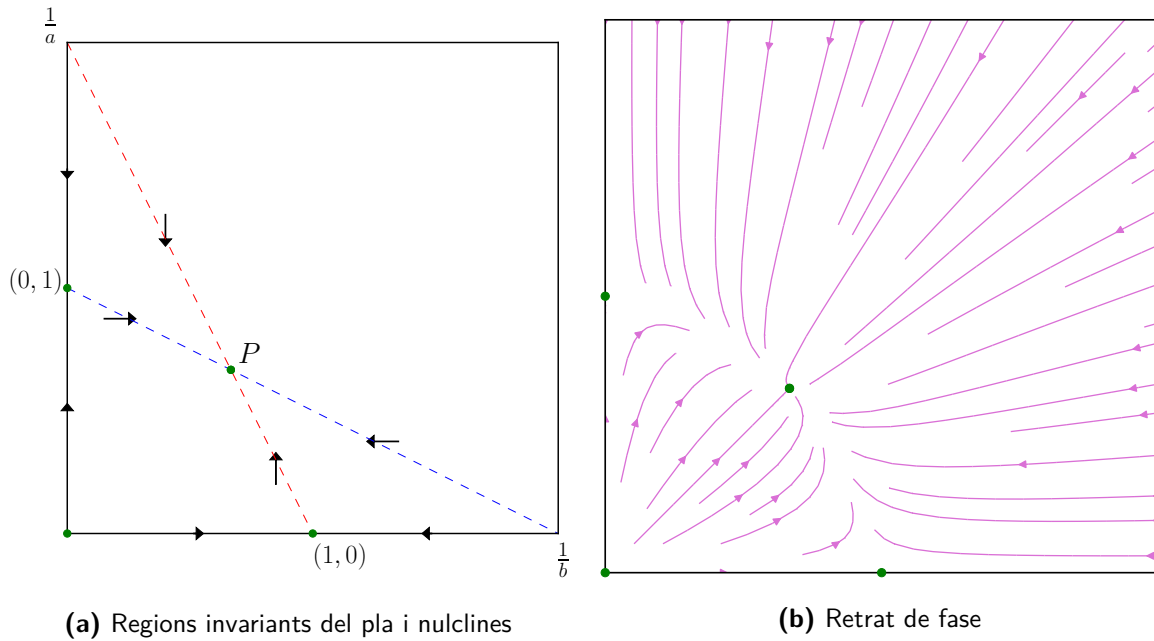 1/a
(0, 1)
P
(1, 0)
1/b
(a) Regions invariants del pla i nulclines
(b) Retrat de fase